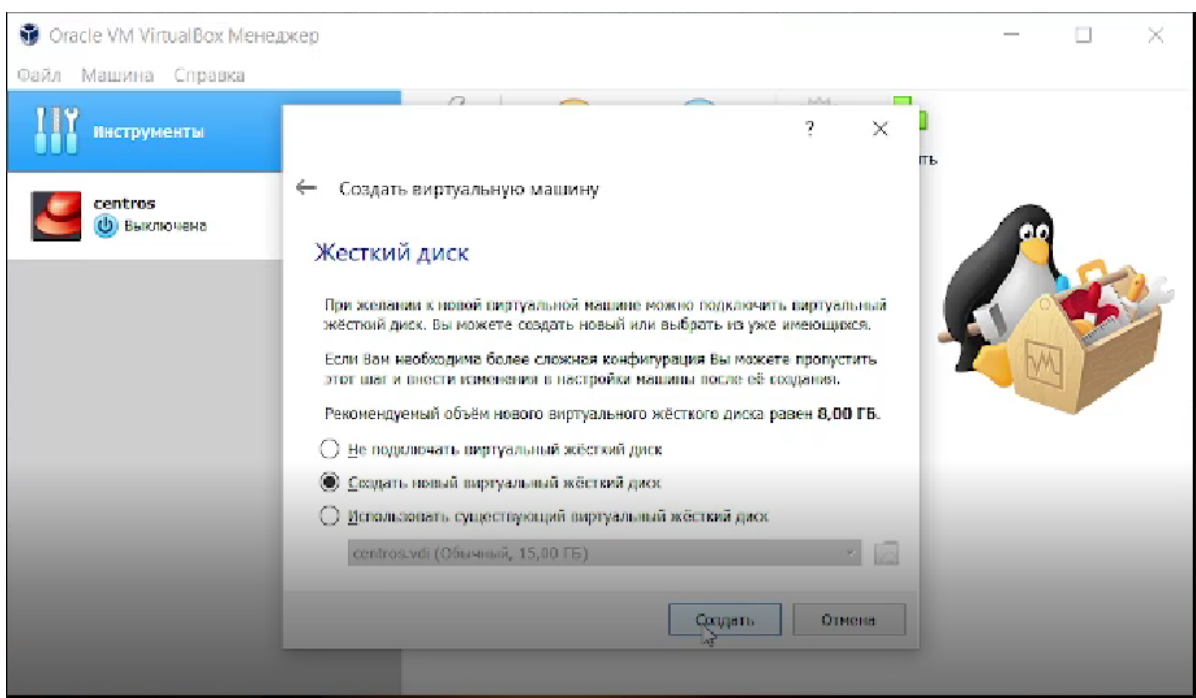 Oracle VM VirtualBox Менеджер
Файл Машина Справка
Инструменты
ть
centros
Выключена
?
Создать виртуальную машину
Жесткий диск
При желании к новой виртуальной машине можно подключить виртуальный
жёсткий диск. Вы можете создать новый или выбрать из уже имеющихся.
Если Вам необходима более сложная конфигурация Вы можете пропустить
этот шаг и внести изменения в настройки машины после её создания.
Рекомендуемый объём нового виртуального жёсткого диска равен 8,00 ГБ.
Не подключать виртуальный жёсткий диск
Создать новый виртуальный жёсткий диск
Использовать существующий виртуальный жёсткий диск
centros.vdi (Обычный, 15,00 ГБ)
Создать
Отмена